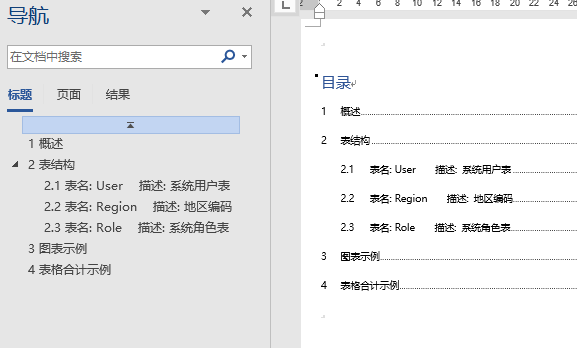 导航
在文档中搜索
标题 页面 结果
1 概述
2 表结构
2.1 表名: User 描述: 系统用户表
2.2 表名: Region 描述: 地区编码
2.3 表名: Role 描述: 系统角色表
3 图表示例
4 表格合计示例
L 2 2 4 6 8 10 12 14 16 18 20 22 24 26
目录
1 概述
2 表结构
2.1 表名: User 描述: 系统用户表
2.2 表名: Region 描述: 地区编码
2.3 表名: Role 描述: 系统角色表
3 图表示例
4 表格合计示例